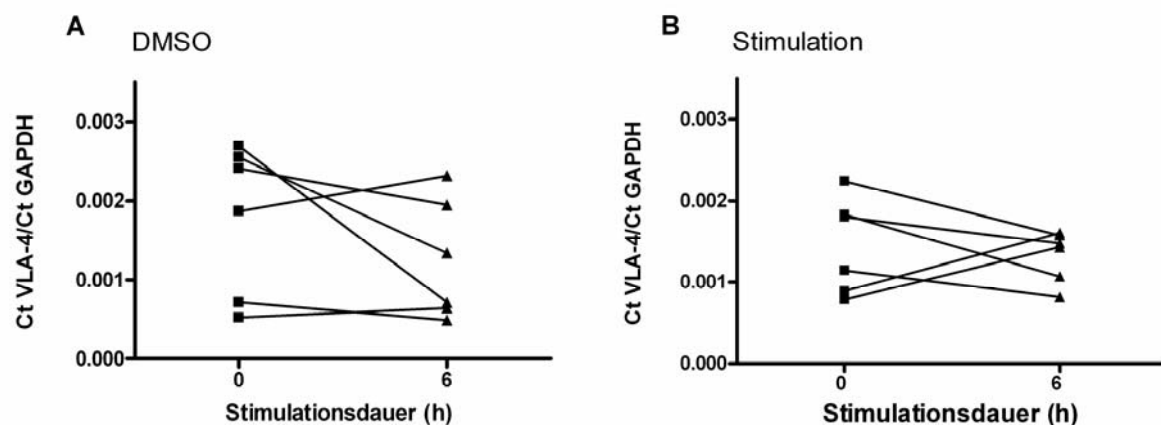 A
DMSO
Ct VLA-4/Ct GAPDH
0.003
0.002
0.001
0.000
0
6
Stimulationsdauer (h)
B
Stimulation
Ct VLA-4/Ct GAPDH
0.003
0.002
0.001
0.000
0
6
Stimulationsdauer (h)